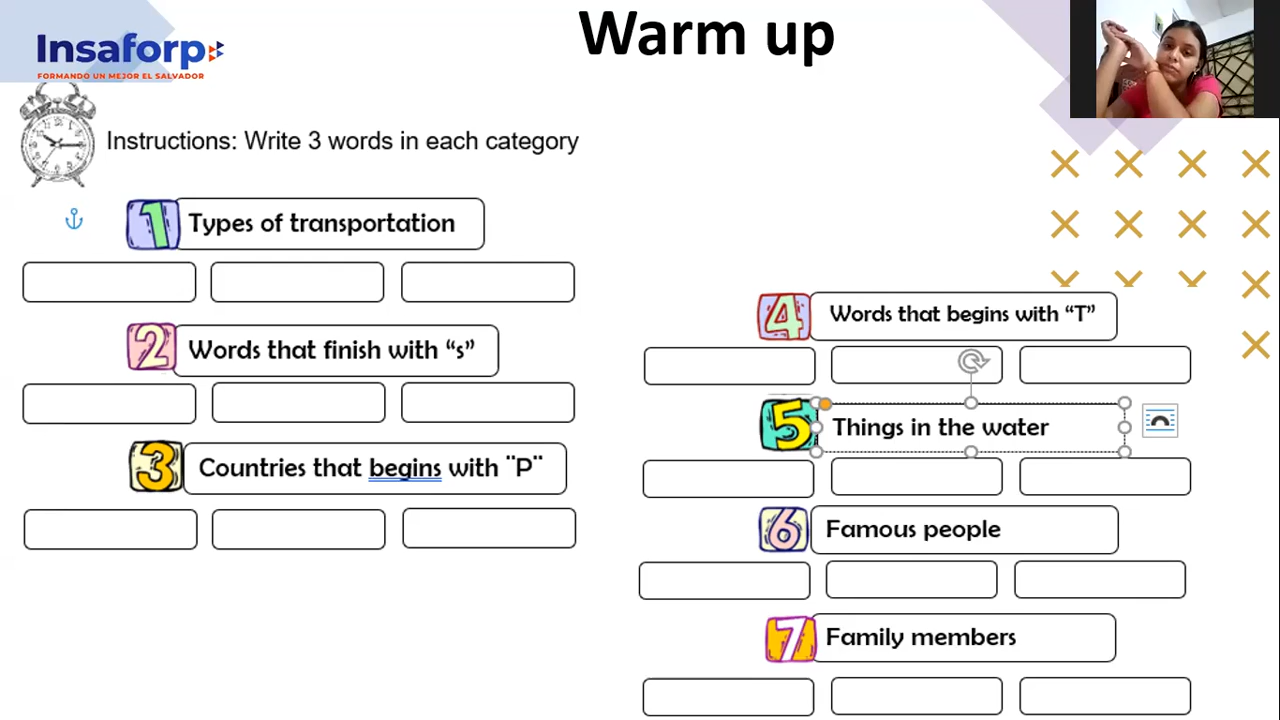 Warm up
Insaforp
FORMANDO UN MEJOR EL SALVADOR
Instructions: Write 3 words in each category
1 Types of transportation
2 Words that finish with “s”
3 Countries that begins with ¨P¨
4 Words that begins with “T”
5 Things in the water
6 Famous people
7 Family members